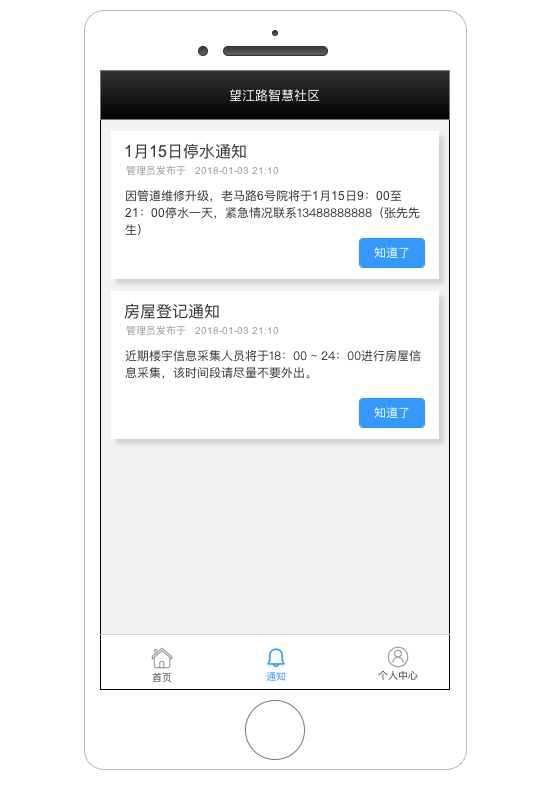 望江路智慧社区
1月15日停水通知
管理员发布于 2018-01-03 21:10
因管道维修升级，老马路6号院将于1月15日9：00至
21：00停水一天，紧急情况联系13488888888（张先先
生）
知道了
房屋登记通知
管理员发布于 2018-01-03 21:10
近期楼宇信息采集人员将于18：00 ~ 24：00进行房屋信
息采集，该时间段请尽量不要外出。
知道了
首页 通知 个人中心